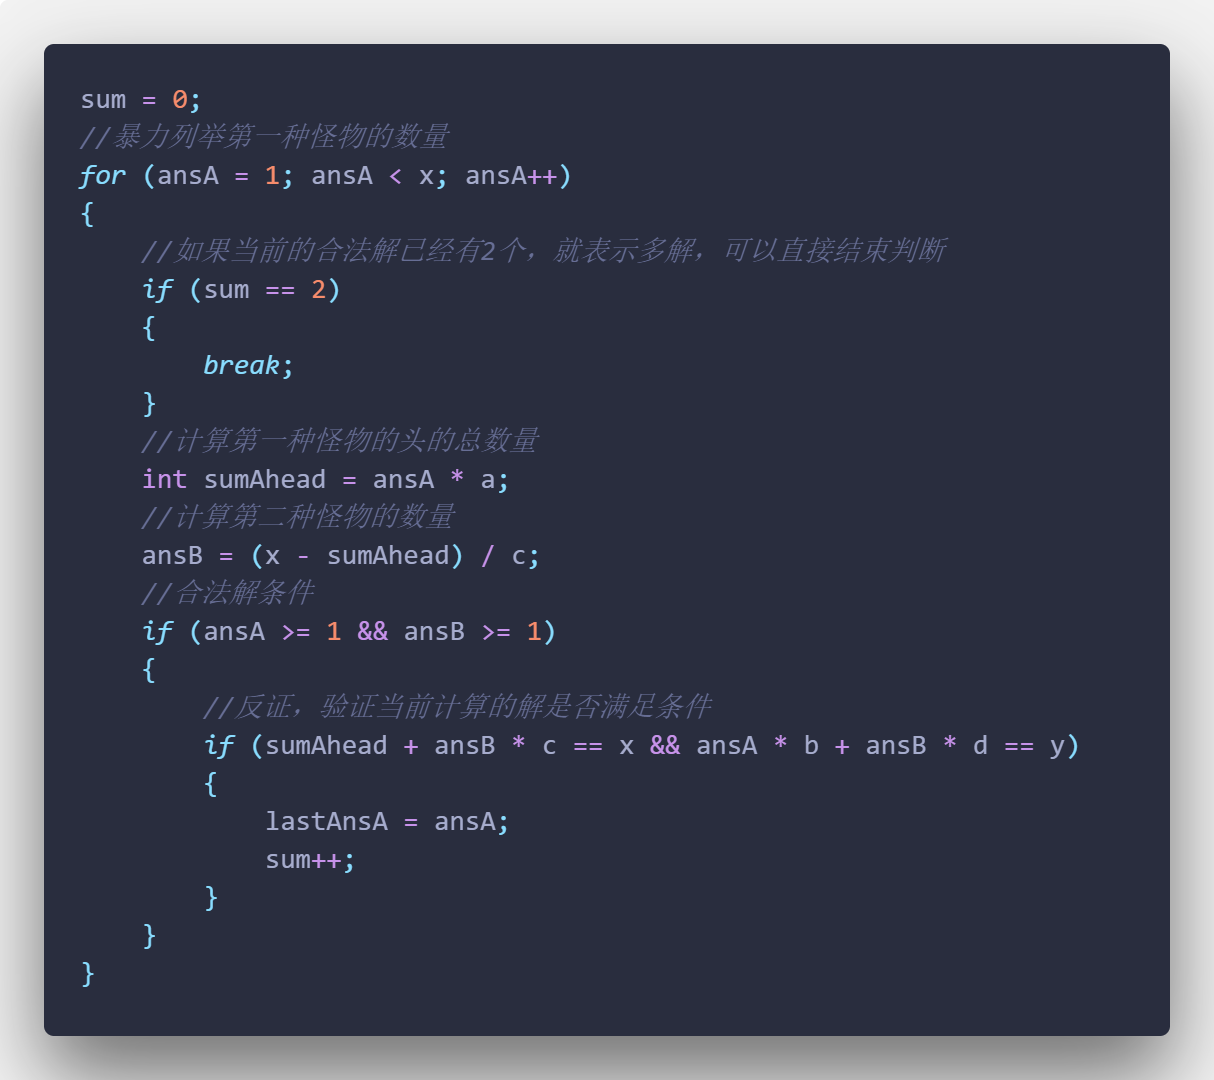 sum = 0;
//暴力列举第一种怪物的数量
for (ansA = 1; ansA < x; ansA++)
{
    //如果当前的合法解已经有2个，就表示多解，可以直接结束判断
    if (sum == 2)
    {
        break;
    }
    //计算第一种怪物的头的总数量
    int sumAhead = ansA * a;
    //计算第二种怪物的数量
    ansB = (x - sumAhead) / c;
    //合法解条件
    if (ansA >= 1 && ansB >= 1)
    {
        //反证，验证当前计算的解是否满足条件
        if (sumAhead + ansB * c == x && ansA * b + ansB * d == y)
        {
            lastAnsA = ansA;
            sum++;
        }
    }
}